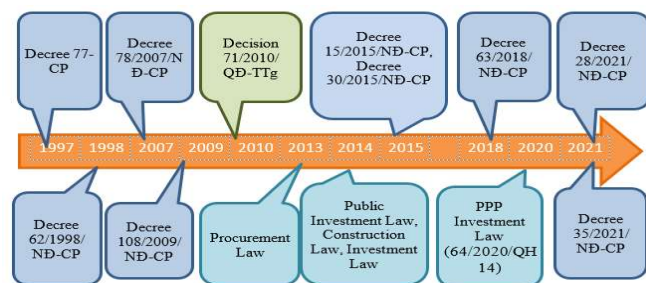 Decree 77-
CP
Decree
78/2007/N
Đ-CP
Decision
71/2010/
QĐ-TTg
Decree
15/2015/NĐ-CP,
Decree
30/2015/NĐ-CP
Decree
63/2018/
NĐ-CP
Decree
28/2021/
NĐ-CP
1997 1998 2007 2009 2010 2013 2014 2015 2018 2020 2021
Decree
62/1998/
NĐ-CP
Decree
108/2009/
NĐ-CP
Procurement
Law
Public
Investment Law,
Construction
Law, Investment
Law
PPP
Investment
Law
(64/2020/QH
14)
Decree
35/2021/
NĐ-CP